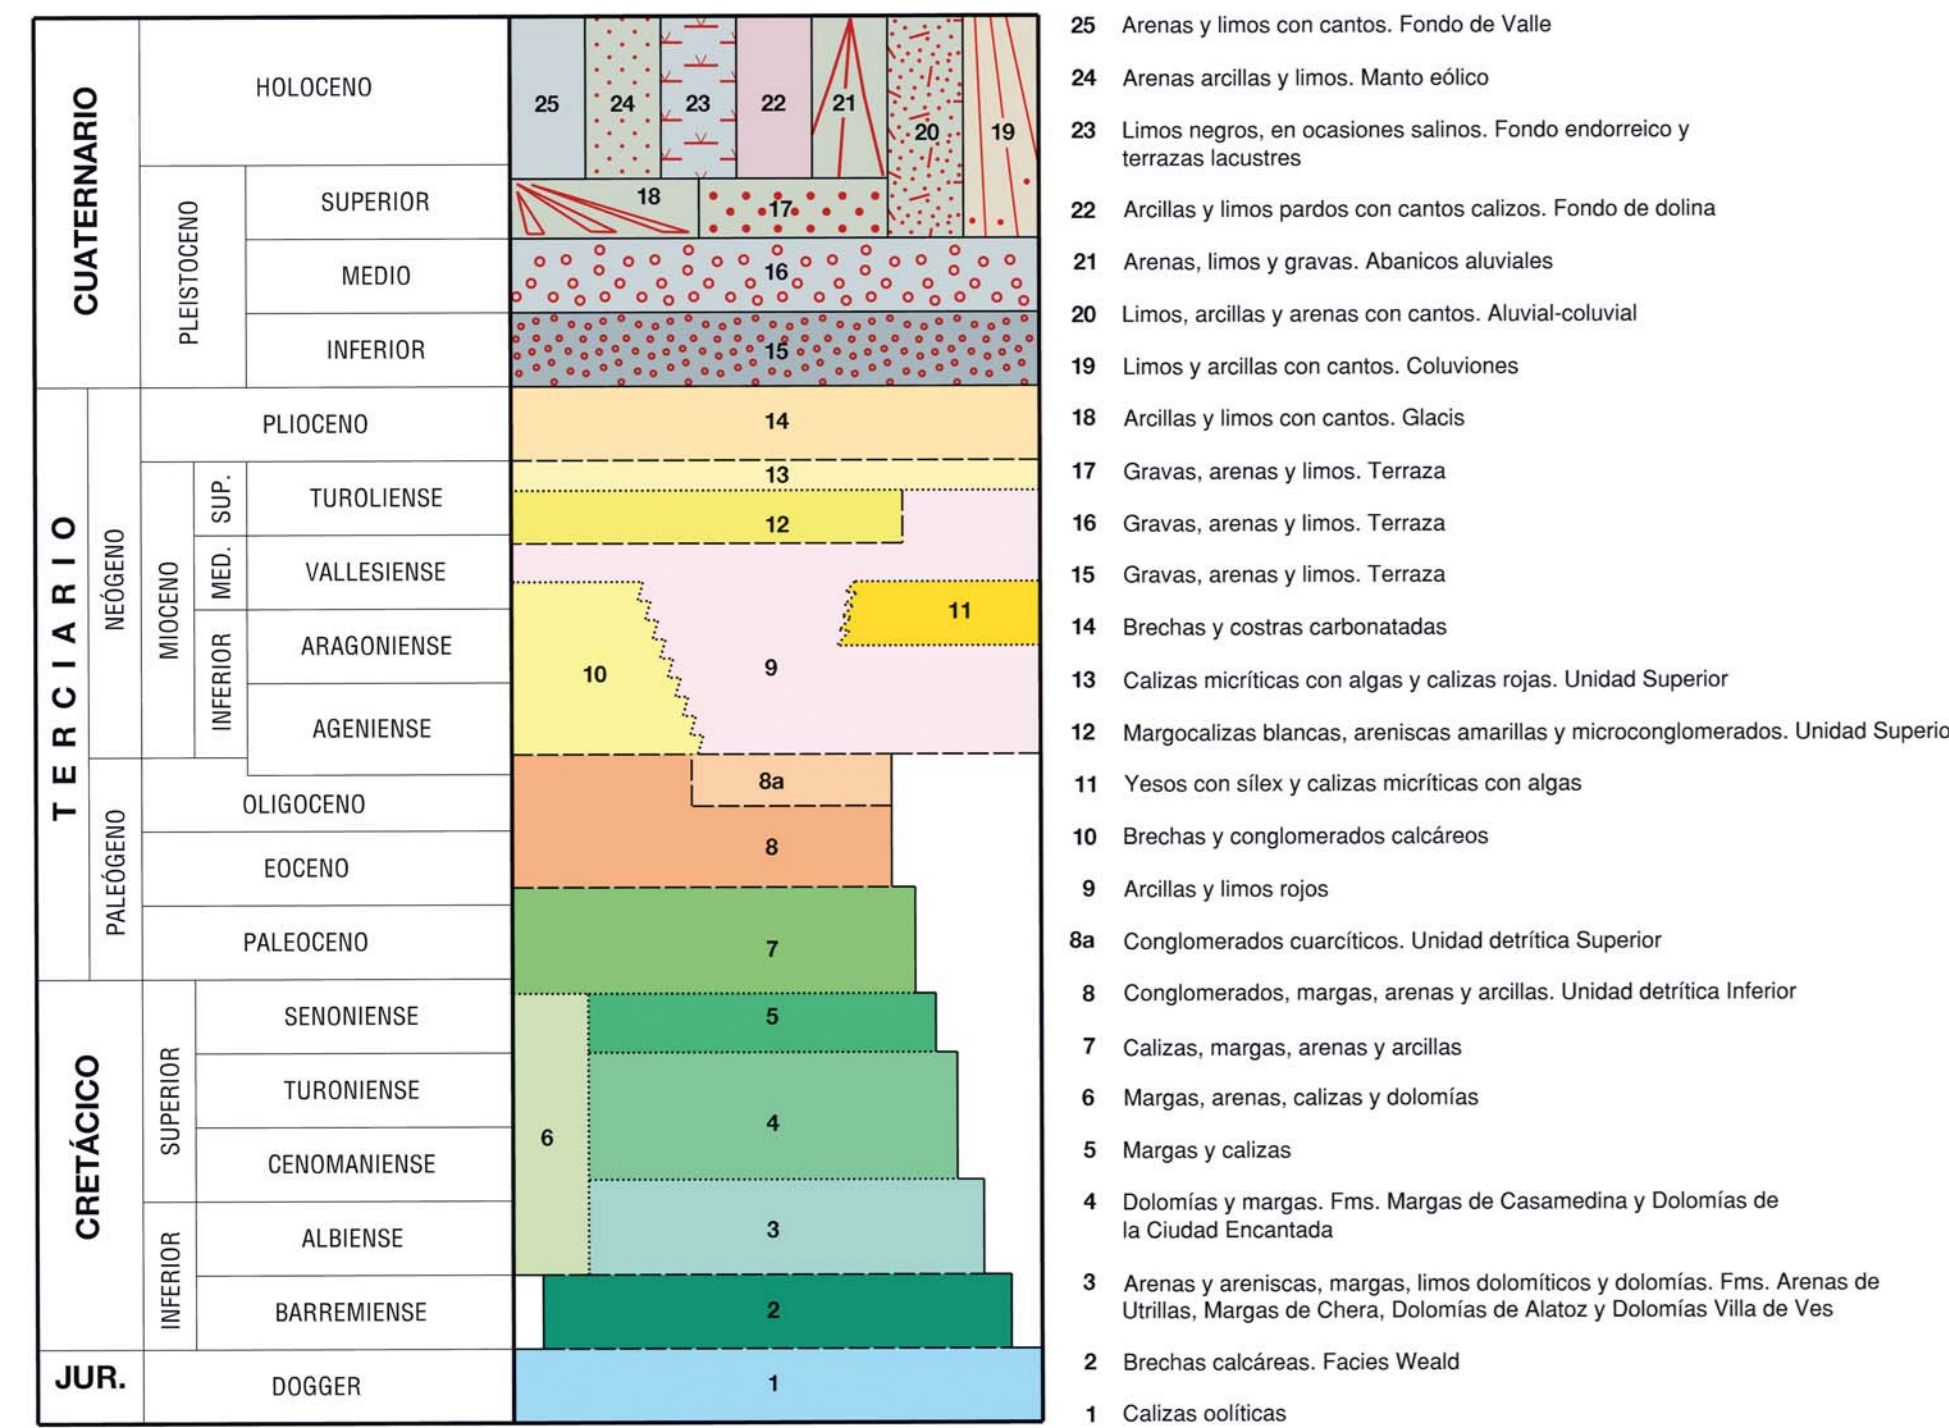 CUATERNARIO
HOLOCENO
PLEISTOCENO
SUPERIOR
MEDIO
INFERIOR
TERCIARIO
NEÓGENO
PLIOCENO
MIOCENO
SUP.
TUROLIENSE
MED.
VALLESIENSE
INFERIOR
ARAGONIENSE
AGENIENSE
PALEÓGENO
OLIGOCENO
EOCENO
PALEOCENO
CRETÁCICO
SUPERIOR
SENONIENSE
TURONIENSE
CENOMANIENSE
INFERIOR
ALBIENSE
BARREMIENSE
JUR.
DOGGER
25 24 23 22 21 20 19
18 17
16
15
14
13
12
11
10 9
8a
8
7
5
4
6
3
2
1
25 Arenas y limos con cantos. Fondo de Valle
24 Arenas arcillas y limos. Manto eólico
23 Limos negros, en ocasiones salinos. Fondo endorreico y
terrazas lacustres
22 Arcillas y limos pardos con cantos calizos. Fondo de dolina
21 Arenas, limos y gravas. Abanicos aluviales
20 Limos, arcillas y arenas con cantos. Aluvial-coluvial
19 Limos y arcillas con cantos. Coluviones
18 Arcillas y limos con cantos. Glacis
17 Gravas, arenas y limos. Terraza
16 Gravas, arenas y limos. Terraza
15 Gravas, arenas y limos. Terraza
14 Brechas y costras carbonatadas
13 Calizas micríticas con algas y calizas rojas. Unidad Superior
12 Margocalizas blancas, areniscas amarillas y microconglomerados. Unidad Superio
11 Yesos con sílex y calizas micríticas con algas
10 Brechas y conglomerados calcáreos
9 Arcillas y limos rojos
8a Conglomerados cuarcíticos. Unidad detrítica Superior
8 Conglomerados, margas, arenas y arcillas. Unidad detrítica Inferior
7 Calizas, margas, arenas y arcillas
6 Margas, arenas, calizas y dolomías
5 Margas y calizas
4 Dolomías y margas. Fms. Margas de Casamedina y Dolomías de
la Ciudad Encantada
3 Arenas y areniscas, margas, limos dolomíticos y dolomías. Fms. Arenas de
Utrillas, Margas de Chera, Dolomías de Alatoz y Dolomías Villa de Ves
2 Brechas calcáreas. Facies Weald
1 Calizas oolíticas